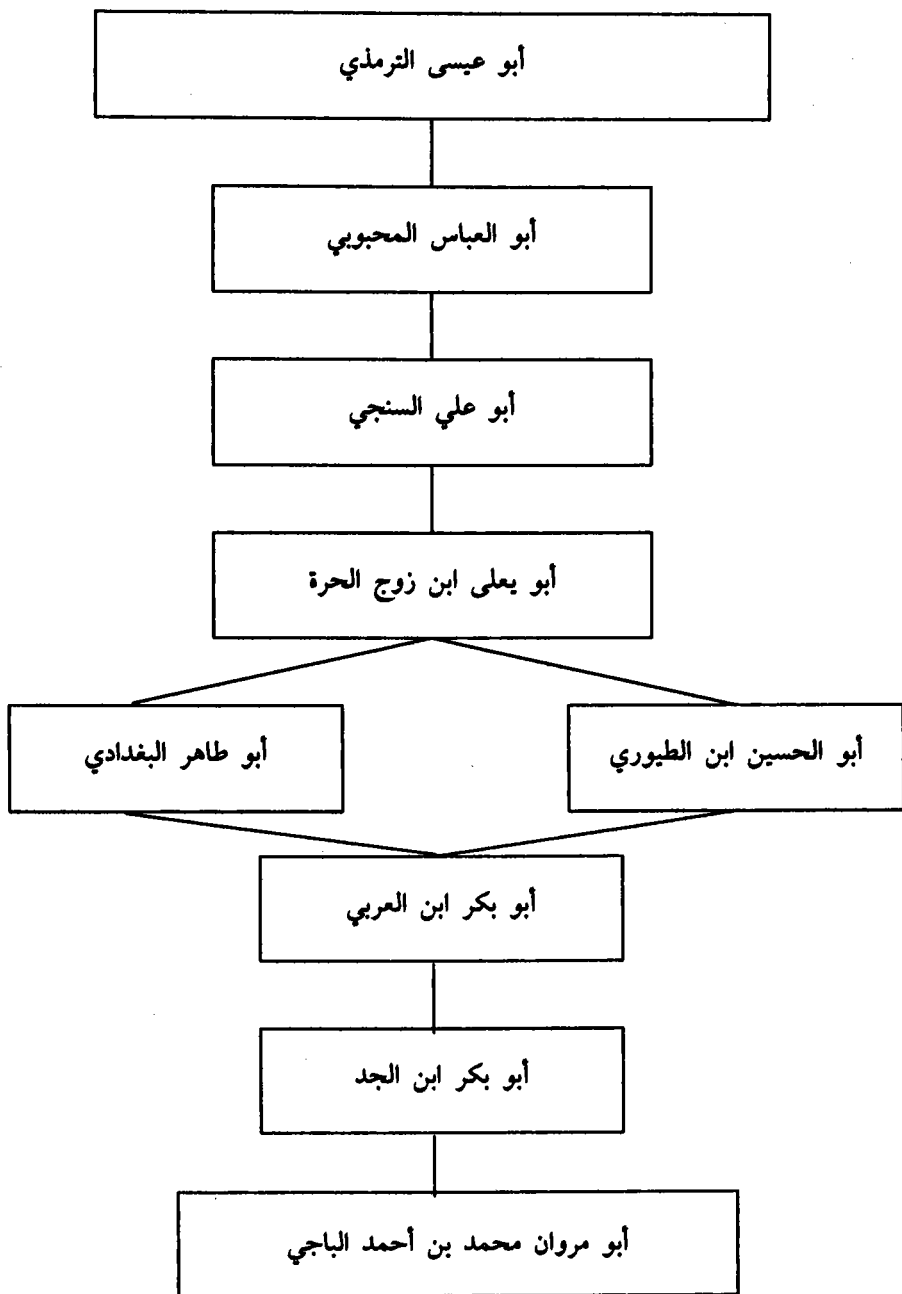 أبو عيسى الترمذي
أبو العباس المحبوبي
أبو علي السنجي
أبو يعلى ابن زوج الحرة
أبو الحسين ابن الطيوري
أبو طاهر البغدادي
أبو بكر ابن العربي
أبو بكر ابن الجد
أبو مروان محمد بن أحمد الباجي